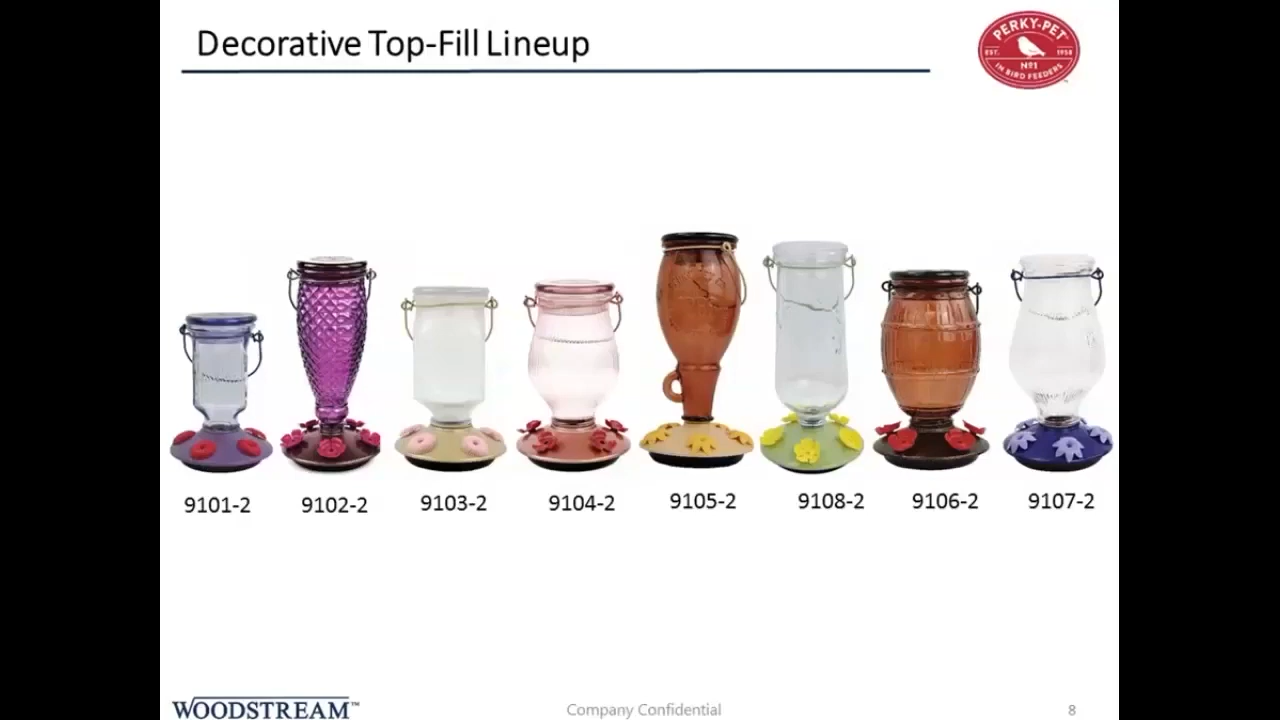 Decorative Top-Fill Lineup
PERKY-PET
EST. 1958
Nº1
IN BIRD FEEDERS
9101-2 9102-2 9103-2 9104-2 9105-2 9108-2 9106-2 9107-2
WOODSTREAM™
Company Confidential
8